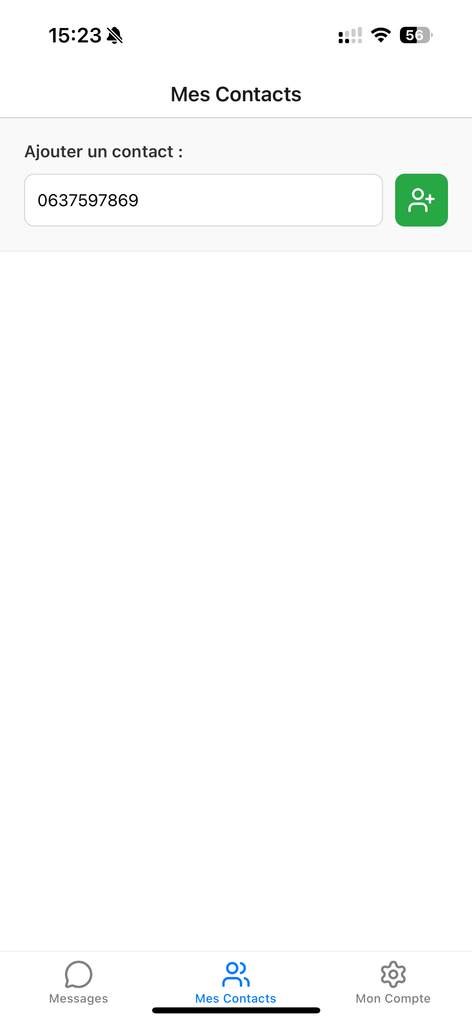 15:23
56
Mes Contacts
Ajouter un contact :
0637597869
Messages
Mes Contacts
Mon Compte